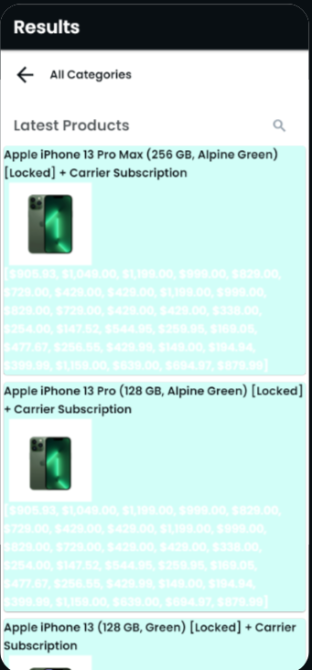 Results
All Categories
Latest Products
Apple iPhone 13 Pro Max (256 GB, Alpine Green)
[Locked] + Carrier Subscription
[$905.93, $1,049.00, $1,199.00, $999.00, $829.00,
$729.00, $429.00, $429.00, $1,199.00, $999.00,
$829.00, $729.00, $429.00, $429.00, $339.00,
$254.00, $147.52, $544.95, $259.95, $169.05,
$477.67, $256.55, $429.99, $149.00, $194.94,
$399.99, $1,159.00, $639.00, $884.97, $879.99]
Apple iPhone 13 Pro (128 GB, Alpine Green) [Locked]
+ Carrier Subscription
[$905.93, $1,049.00, $1,199.00, $999.00, $829.00,
$729.00, $429.00, $429.00, $1,199.00, $999.00,
$829.00, $729.00, $429.00, $429.00, $339.00,
$254.00, $147.52, $544.95, $259.95, $169.05,
$477.67, $256.55, $429.99, $149.00, $194.94,
$399.99, $1,159.00, $639.00, $884.97, $879.99]
Apple iPhone 13 (128 GB, Green) [Locked] + Carrier
Subscription